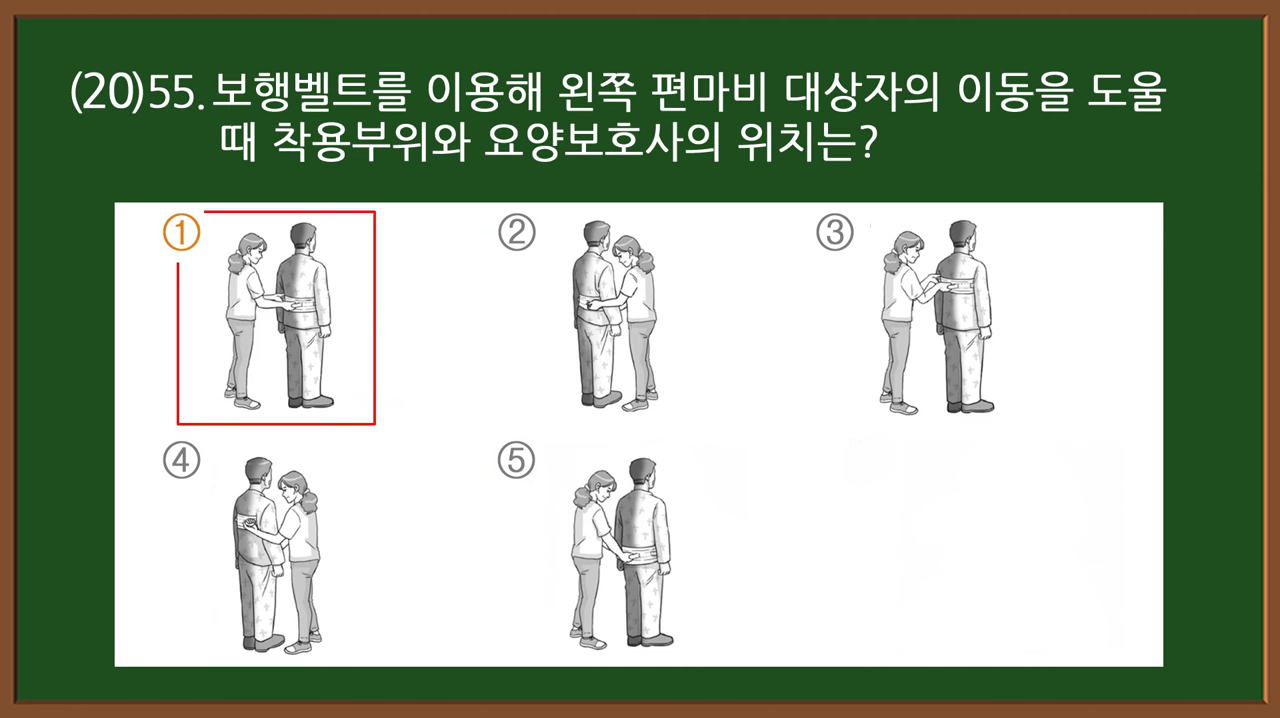 (20)55. 보행벨트를 이용해 왼쪽 편마비 대상자의 이동을 도울
때 착용부위와 요양보호사의 위치는?
① ② ③
④ ⑤